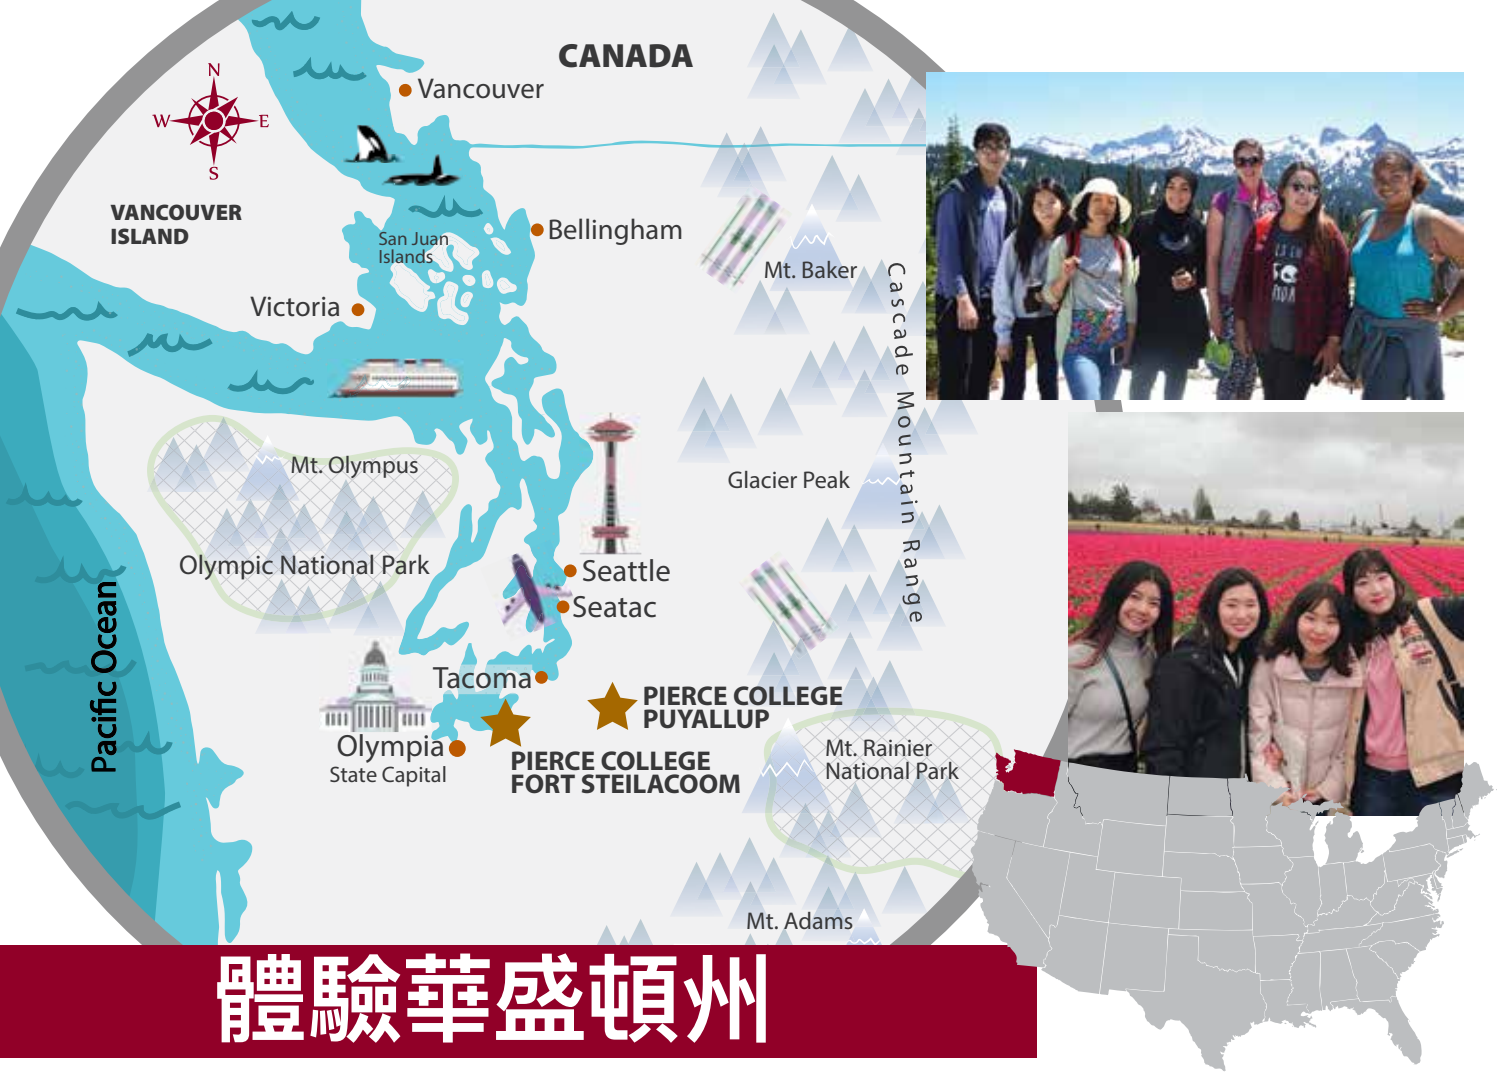 CANADA
Vancouver
N
W
E
S
VANCOUVER
ISLAND
San Juan
Islands
Bellingham
Mt. Baker
Victoria
Cascade Mountain Range
Mt. Olympus
Glacier Peak
Olympic National Park
Seattle
Seatac
Pacific Ocean
Tacoma
PIERCE COLLEGE
PUYALLUP
Olympia
State Capital
PIERCE COLLEGE
FORT STEILACOOM
Mt. Rainier
National Park
Mt. Adams
體驗華盛頓州